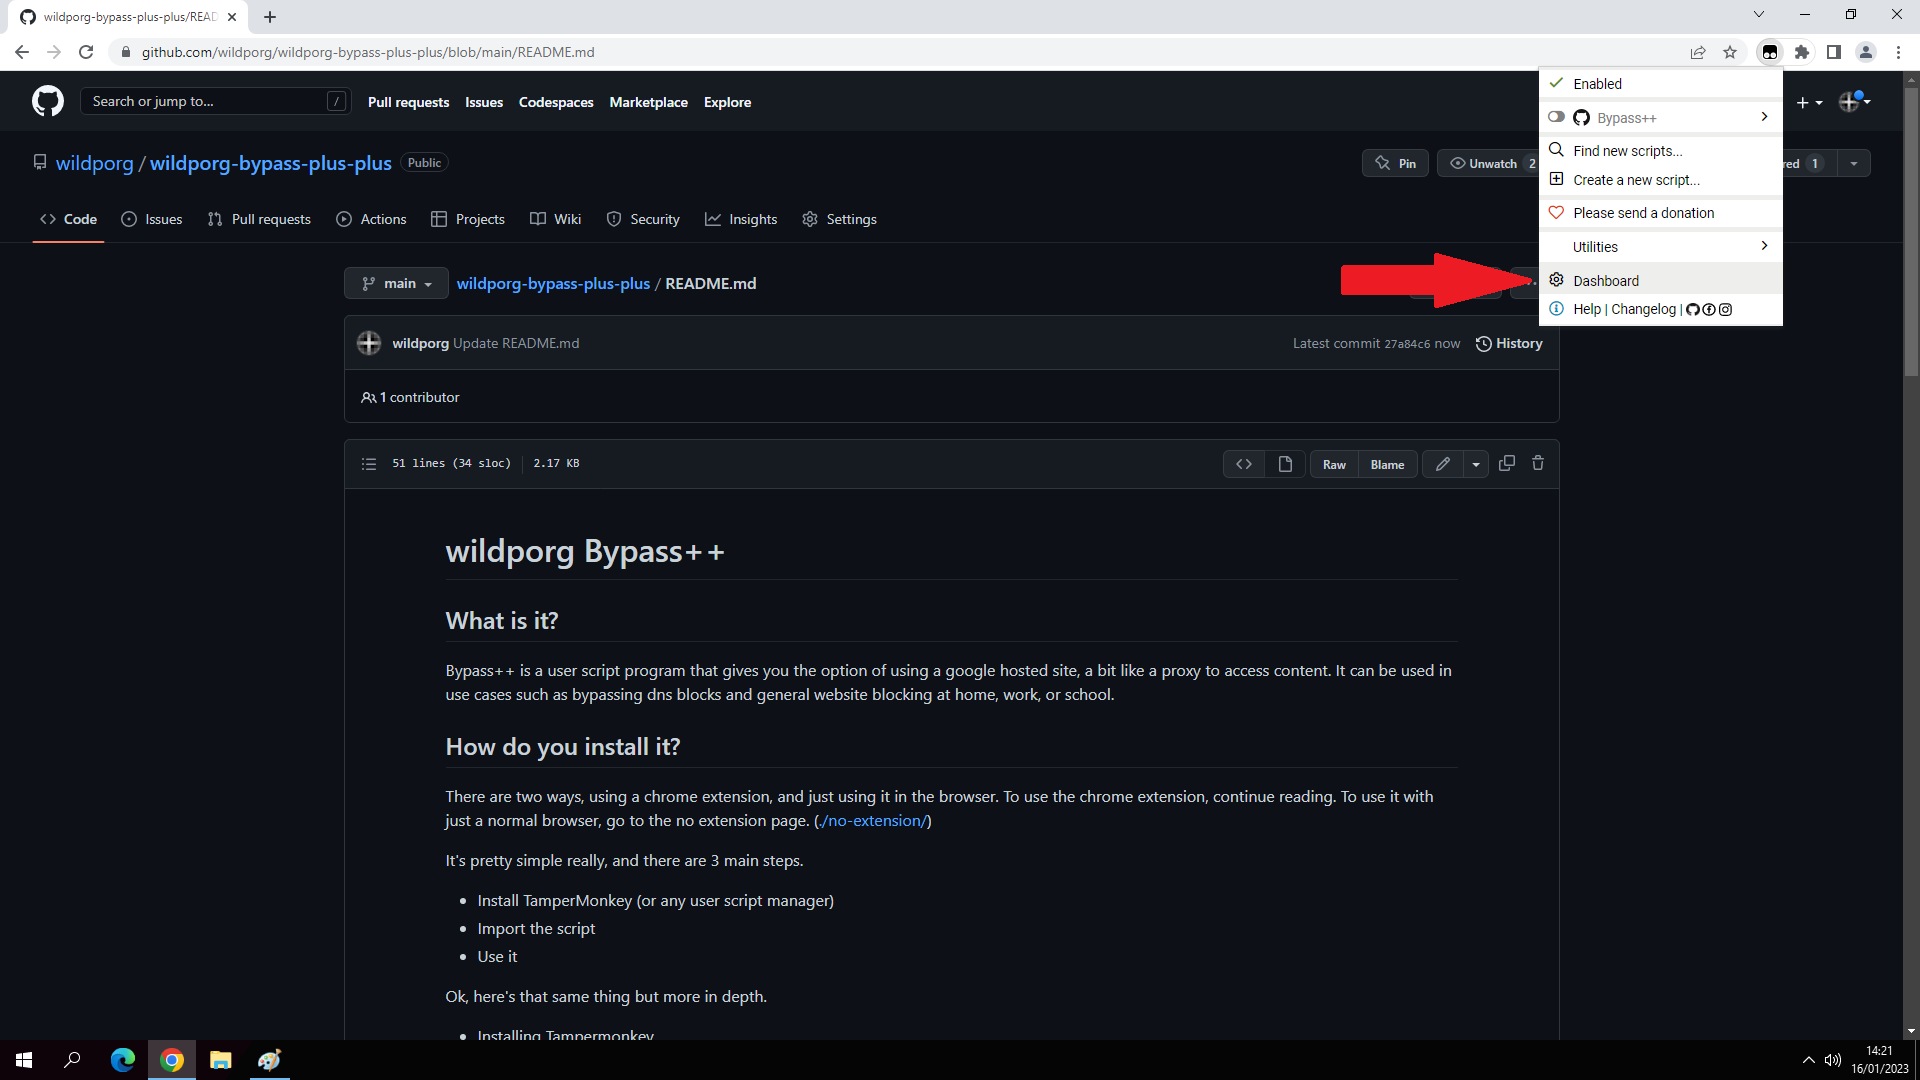 wildporg-bypass-plus-plus/READ
github.com/wildporg/wildporg-bypass-plus-plus/blob/main/README.md
Search or jump to...
/
Pull requests
Issues
Codespaces
Marketplace
Explore
wildporg / wildporg-bypass-plus-plus
Public
Pin
Unwatch 2
red 1
Code
Issues
Pull requests
Actions
Projects
Wiki
Security
Insights
Settings
Enabled
Bypass++
Find new scripts...
Create a new script...
Please send a donation
Utilities
Dashboard
Help | Changelog |
main
wildporg-bypass-plus-plus / README.md
wildporg Update README.md
Latest commit 27a84c6 now
History
1 contributor
51 lines (34 sloc)
2.17 KB
Raw
Blame
wildporg Bypass++
What is it?
Bypass++ is a user script program that gives you the option of using a google hosted site, a bit like a proxy to access content. It can be used in
use cases such as bypassing dns blocks and general website blocking at home, work, or school.
How do you install it?
There are two ways, using a chrome extension, and just using it in the browser. To use the chrome extension, continue reading. To use it with
just a normal browser, go to the no extension page. (./no-extension/)
It's pretty simple really, and there are 3 main steps.
• Install TamperMonkey (or any user script manager)
• Import the script
• Use it
Ok, here's that same thing but more in depth.
• Installing Tampermonkey
14:21
16/01/2023